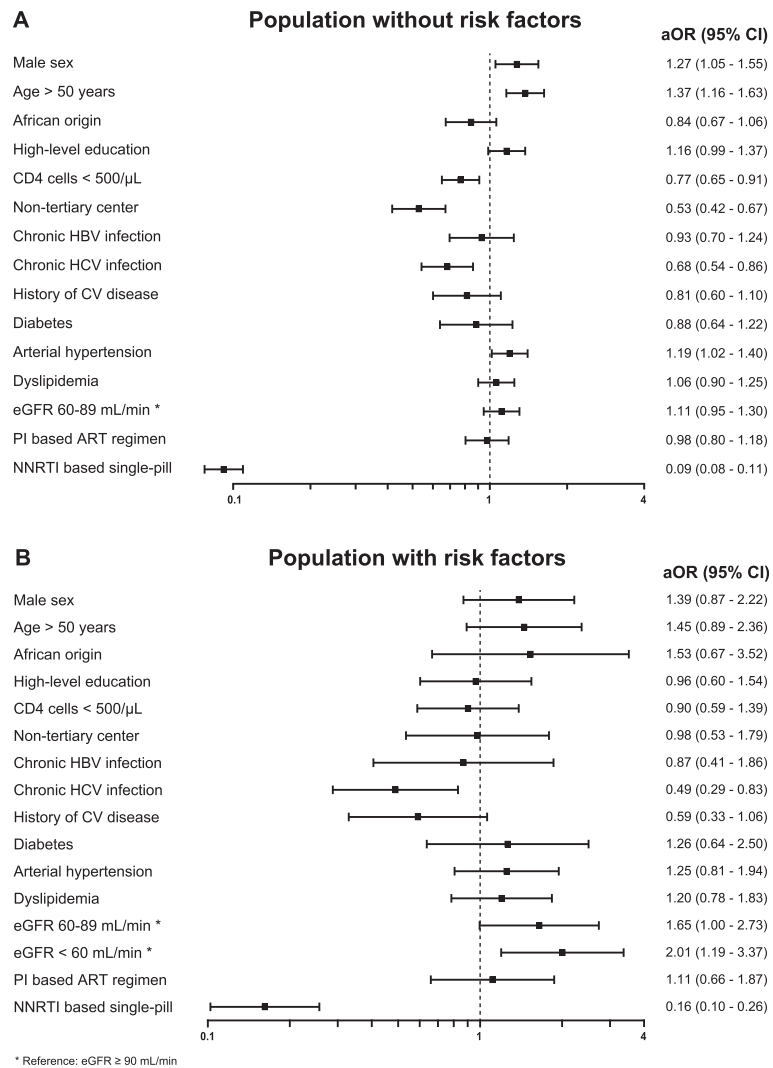 A
Population without risk factors
aOR (95% CI)
Male sex 1.27 (1.05 - 1.55)
Age > 50 years 1.37 (1.16 - 1.63)
African origin 0.84 (0.67 - 1.06)
High-level education 1.16 (0.99 - 1.37)
CD4 cells < 500/µL 0.77 (0.65 - 0.91)
Non-tertiary center 0.53 (0.42 - 0.67)
Chronic HBV infection 0.93 (0.70 - 1.24)
Chronic HCV infection 0.68 (0.54 - 0.86)
History of CV disease 0.81 (0.60 - 1.10)
Diabetes 0.88 (0.64 - 1.22)
Arterial hypertension 1.19 (1.02 - 1.40)
Dyslipidemia 1.06 (0.90 - 1.25)
eGFR 60-89 mL/min * 1.11 (0.95 - 1.30)
PI based ART regimen 0.98 (0.80 - 1.18)
NNRTI based single-pill 0.09 (0.08 - 0.11)
0.1 1 4
B
Population with risk factors
aOR (95% CI)
Male sex 1.39 (0.87 - 2.22)
Age > 50 years 1.45 (0.89 - 2.36)
African origin 1.53 (0.67 - 3.52)
High-level education 0.96 (0.60 - 1.54)
CD4 cells < 500/µL 0.90 (0.59 - 1.39)
Non-tertiary center 0.98 (0.53 - 1.79)
Chronic HBV infection 0.87 (0.41 - 1.86)
Chronic HCV infection 0.49 (0.29 - 0.83)
History of CV disease 0.59 (0.33 - 1.06)
Diabetes 1.26 (0.64 - 2.50)
Arterial hypertension 1.25 (0.81 - 1.94)
Dyslipidemia 1.20 (0.78 - 1.83)
eGFR 60-89 mL/min * 1.65 (1.00 - 2.73)
eGFR < 60 mL/min * 2.01 (1.19 - 3.37)
PI based ART regimen 1.11 (0.66 - 1.87)
NNRTI based single-pill 0.16 (0.10 - 0.26)
0.1 1 4
* Reference: eGFR ≥ 90 mL/min